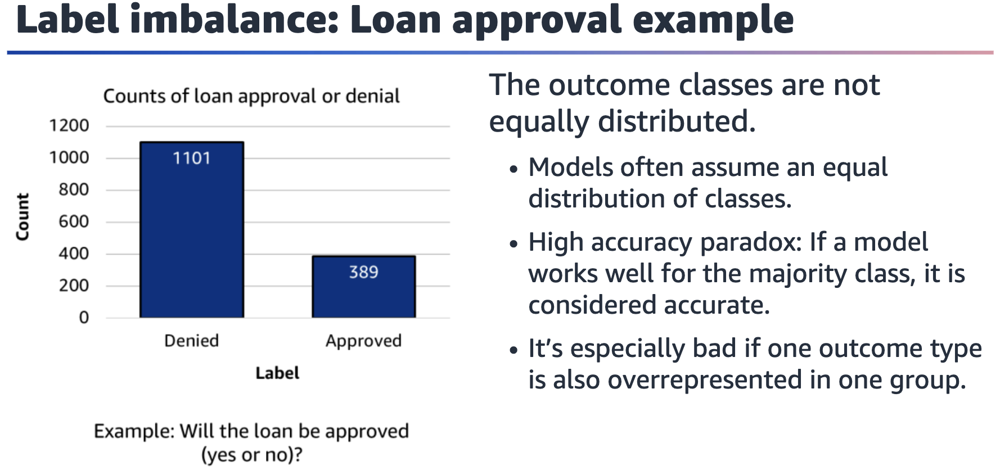 Label imbalance: Loan approval example
Counts of loan approval or denial
1200
1000
800
600
400
200
0
Count
1101
389
Denied
Approved
Label
Example: Will the loan be approved
(yes or no)?
The outcome classes are not
equally distributed.
• Models often assume an equal
distribution of classes.
• High accuracy paradox: If a model
works well for the majority class, it is
considered accurate.
• It’s especially bad if one outcome type
is also overrepresented in one group.